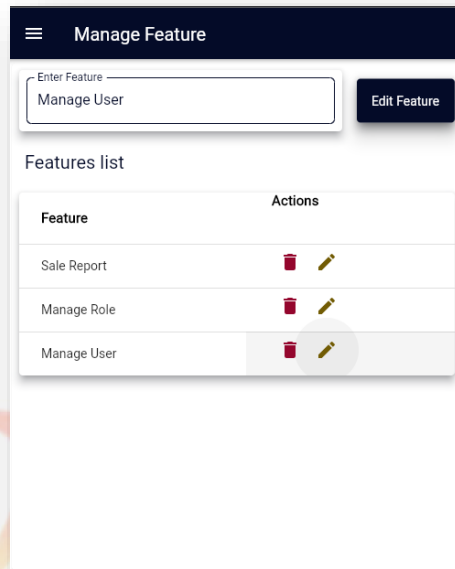 Manage Feature
Enter Feature
Manage User
Edit Feature
Features list
Actions
Feature
Sale Report
Manage Role
Manage User